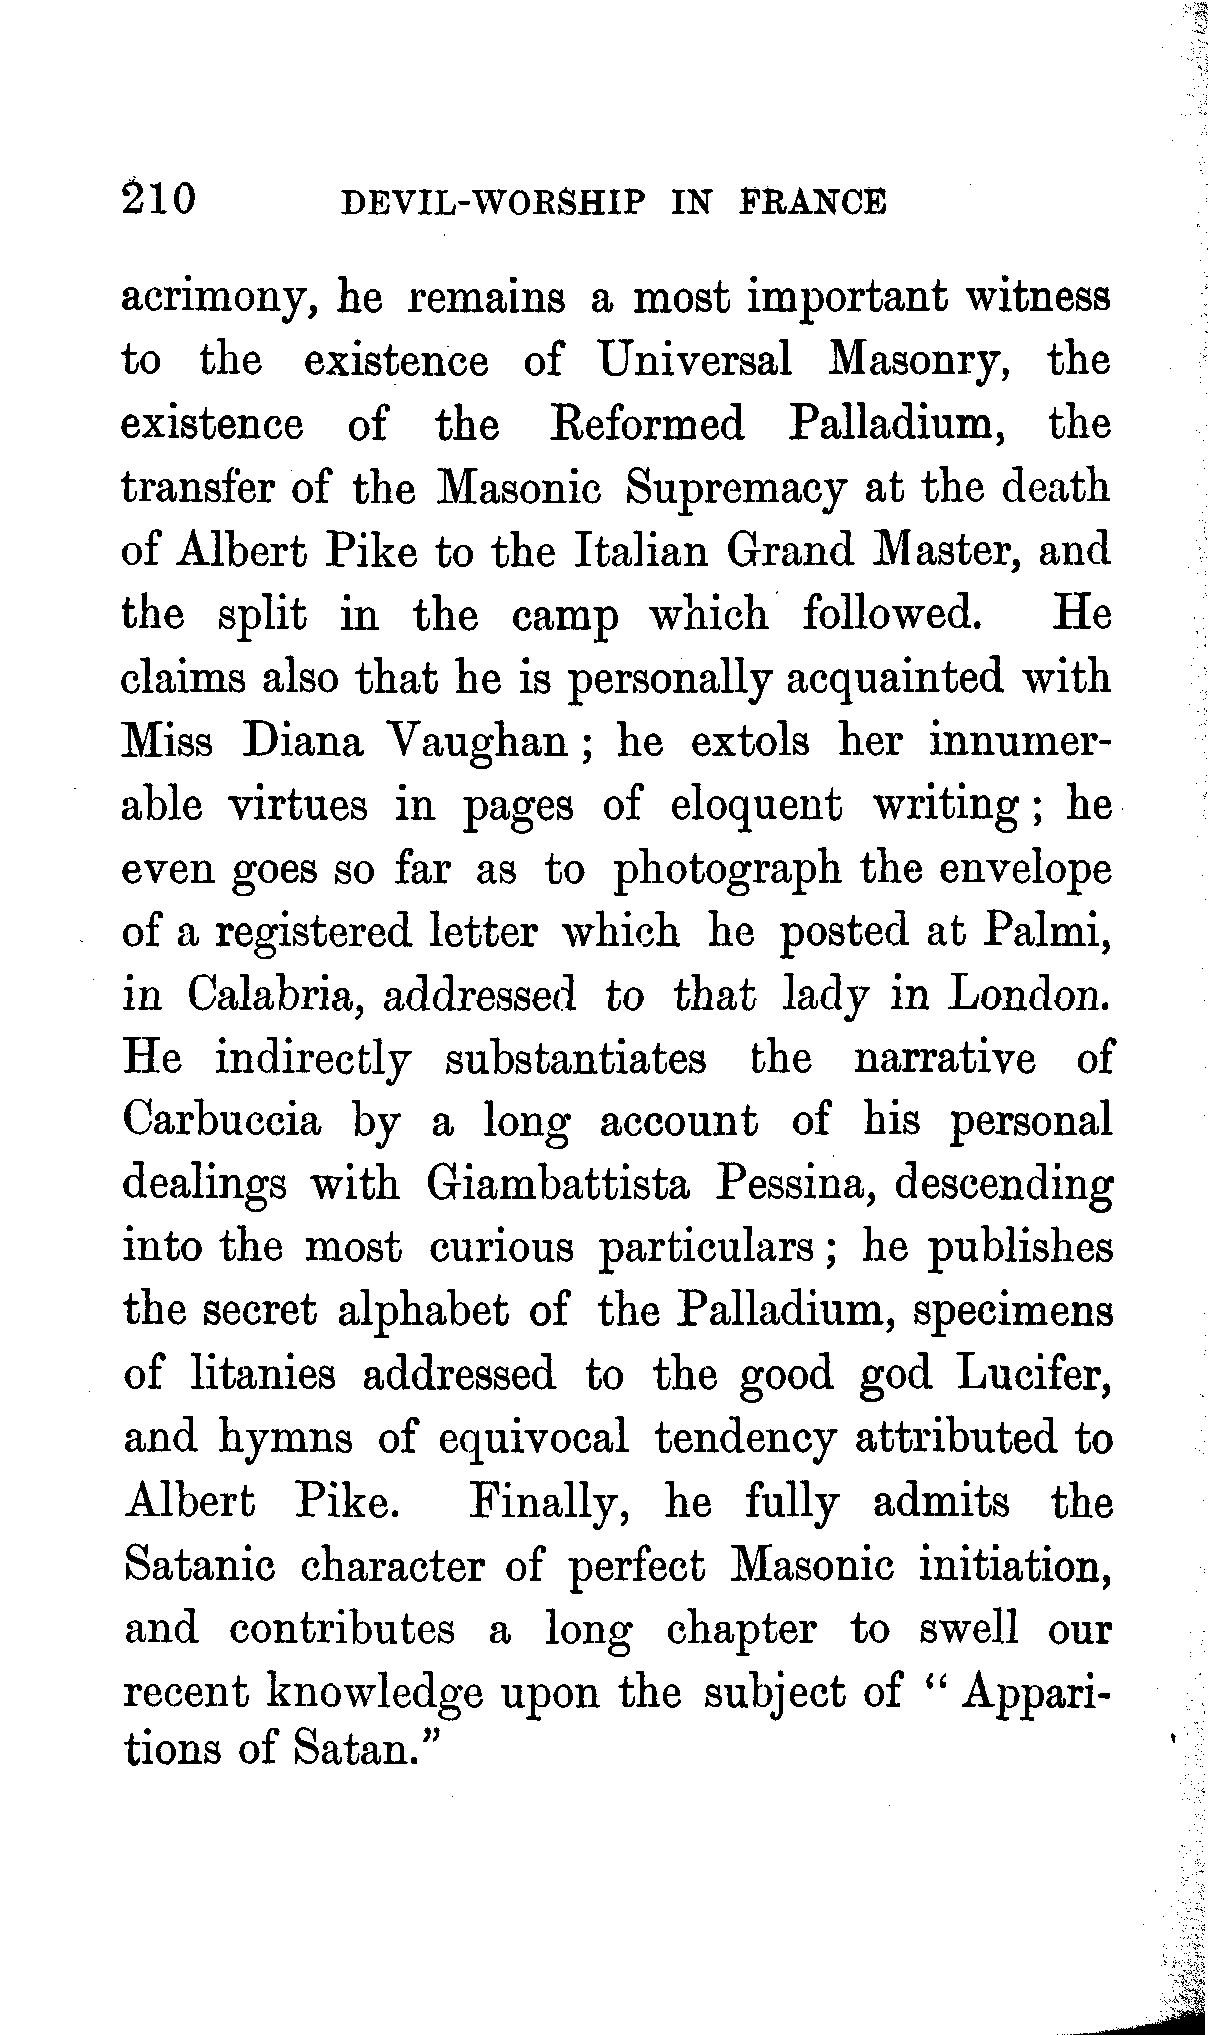 210 DEVIL-WORSHIP IN FRANCE
acrimony, he remains a most important witness
to the existence of Universal Masonry, the
existence of the Reformed Palladium, the
transfer of the Masonic Supremacy at the death
of Albert Pike to the Italian Grand Master, and
the split in the camp which followed. He
claims also that he is personally acquainted with
Miss Diana Vaughan ; he extols her innumer-
able virtues in pages of eloquent writing ; he
even goes so far as to photograph the envelope
of a registered letter which he posted at Palmi,
in Calabria, addressed to that lady in London.
He indirectly substantiates the narrative of
Carbuccia by a long account of his personal
dealings with Giambattista Pessina, descending
into the most curious particulars ; he publishes
the secret alphabet of the Palladium, specimens
of litanies addressed to the good god Lucifer,
and hymns of equivocal tendency attributed to
Albert Pike. Finally, he fully admits the
Satanic character of perfect Masonic initiation,
and contributes a long chapter to swell our
recent knowledge upon the subject of “ Appari-
tions of Satan.”